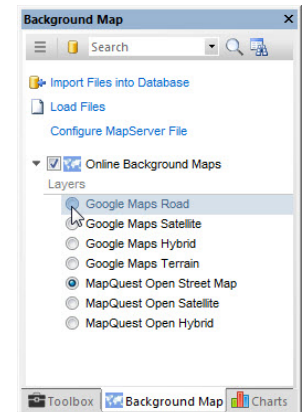 Background Map
Search
Import Files into Database
Load Files
Configure MapServer File
Online Background Maps
Layers
Google Maps Road
Google Maps Satellite
Google Maps Hybrid
Google Maps Terrain
MapQuest Open Street Map
MapQuest Open Satellite
MapQuest Open Hybrid
Toolbox Background Map Charts